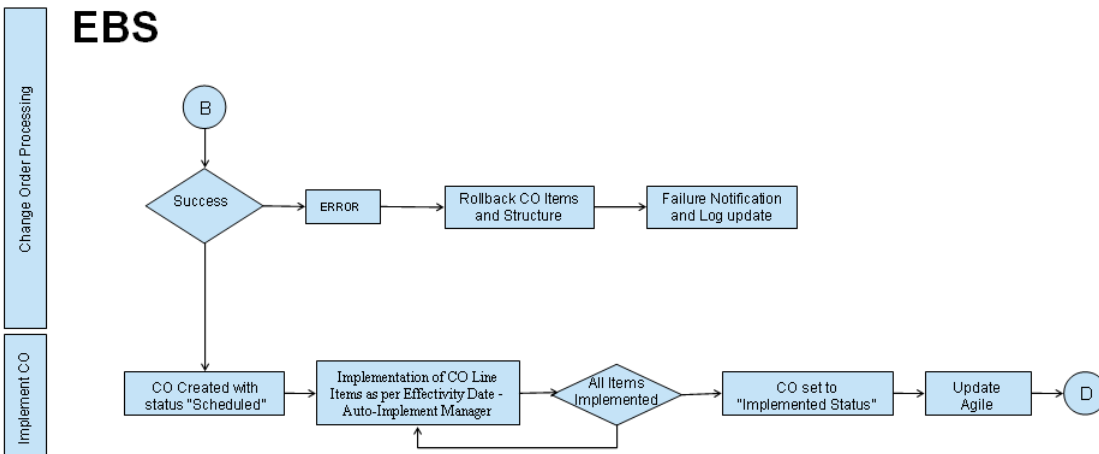 EBS
Change Order Processing
B
Success
ERROR
Rollback CO Items
and Structure
Failure Notification
and Log update
Implement CO
CO Created with
status "Scheduled"
Implementation of CO Line
Items as per Effectivity Date -
Auto-Implement Manager
All Items
Implemented
CO set to
"Implemented Status"
Update
Agile
D